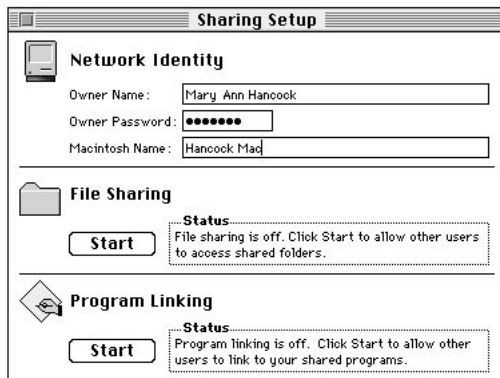 Sharing Setup
Network Identity
Owner Name: Mary Ann Hancock
Owner Password: •••••••
Macintosh Name: Hancock Mac
File Sharing
Status
Start
File sharing is off. Click Start to allow other users
to access shared folders.
Program Linking
Status
Start
Program linking is off. Click Start to allow other
users to link to your shared programs.